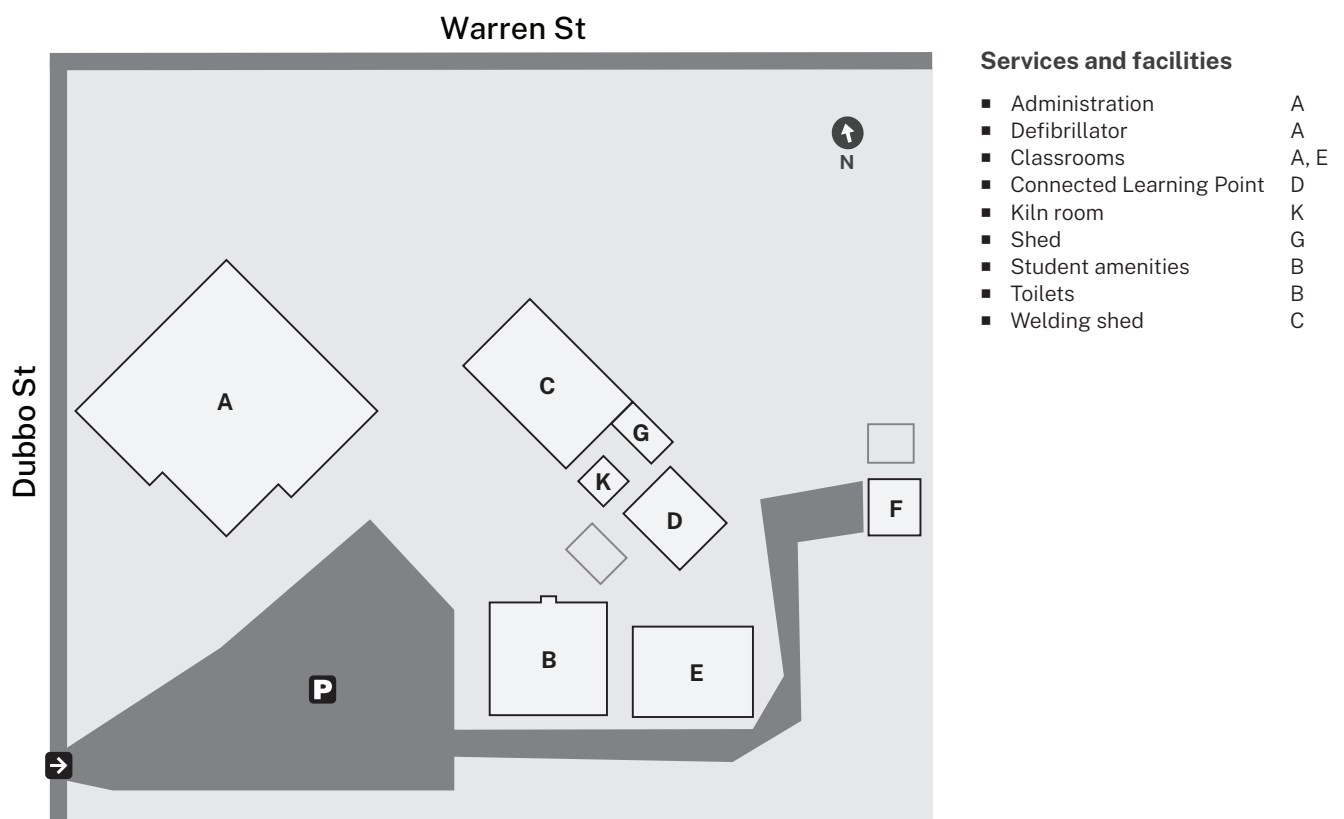 Warren St
Services and facilities
Administration A
Defibrillator A
Classrooms A, E
Connected Learning Point D
Kiln room K
Shed G
Student amenities B
Toilets B
Welding shed C
N
Dubbo St
A
C
G
K
D
F
B
E
P